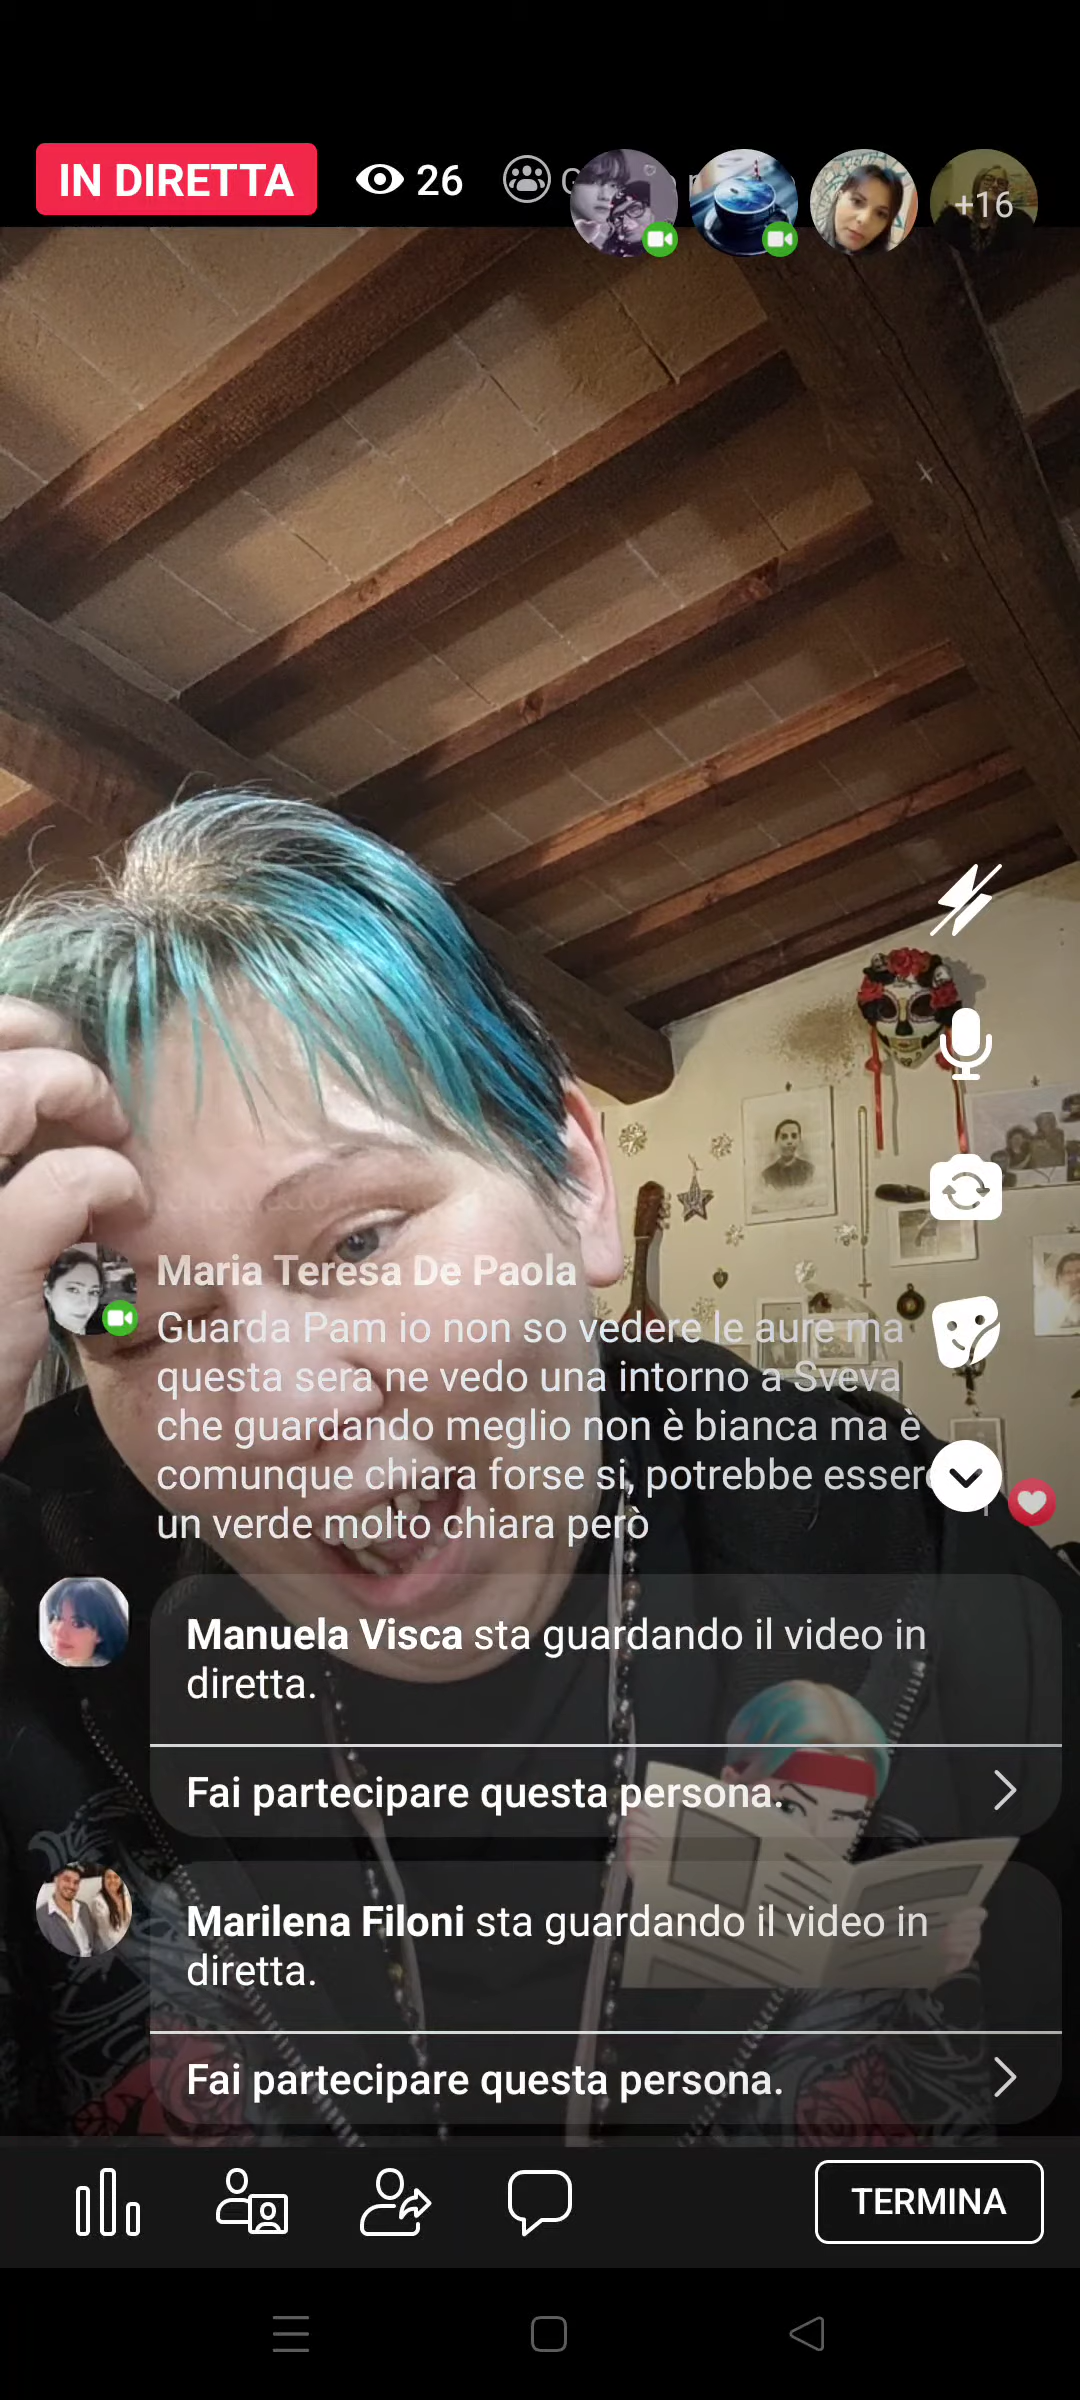 IN DIRETTA
26
+16
Maria Teresa De Paola
Guarda Pam io non so vedere le aure ma
questa sera ne vedo una intorno a Sveva
che guardando meglio non è bianca ma è
comunque chiara forse si, potrebbe essere
un verde molto chiara però
Manuela Visca sta guardando il video in
diretta.
Fai partecipare questa persona.
Marilena Filoni sta guardando il video in
diretta.
Fai partecipare questa persona.
TERMINA